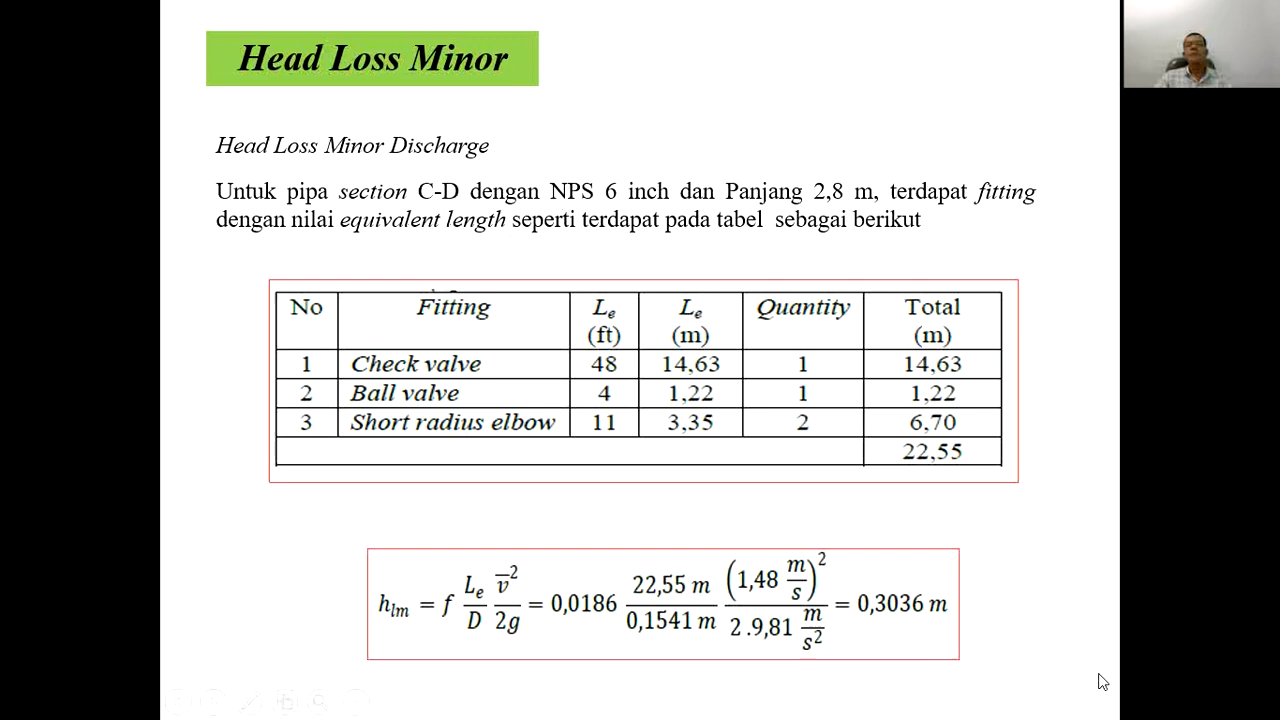 Head Loss Minor
Head Loss Minor Discharge
Untuk pipa section C-D dengan NPS 6 inch dan Panjang 2,8 m, terdapat fitting
dengan nilai equivalent length seperti terdapat pada tabel sebagai berikut
No Fitting Le (ft) Le (m) Quantity Total (m)
1 Check valve 48 14,63 1 14,63
2 Ball valve 4 1,22 1 1,22
3 Short radius elbow 11 3,35 2 6,70
22,55
h_lm = f L_e/D v̅²/2g = 0,0186 22,55 m/0,1541 m (1,48 m/s)²/2 .9,81 m/s² = 0,3036 m